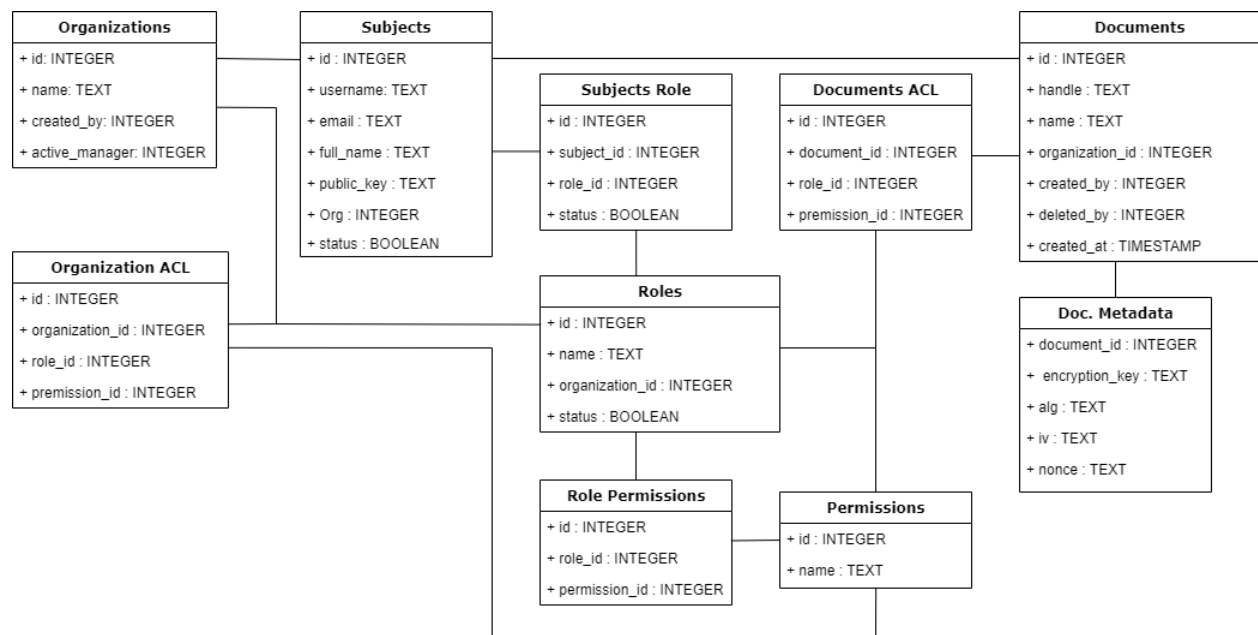 Organizations
+ id: INTEGER
+ name: TEXT
+ created_by: INTEGER
+ active_manager: INTEGER
Subjects
+ id : INTEGER
+ username: TEXT
+ email : TEXT
+ full_name : TEXT
+ public_key : TEXT
+ Org : INTEGER
+ status : BOOLEAN
Subjects Role
+ id : INTEGER
+ subject_id : INTEGER
+ role_id : INTEGER
+ status : BOOLEAN
Documents ACL
+ id : INTEGER
+ document_id : INTEGER
+ role_id : INTEGER
+ premission_id : INTEGER
Documents
+ id : INTEGER
+ handle : TEXT
+ name : TEXT
+ organization_id : INTEGER
+ created_by : INTEGER
+ deleted_by : INTEGER
+ created_at : TIMESTAMP
Organization ACL
+ id : INTEGER
+ organization_id : INTEGER
+ role_id : INTEGER
+ premission_id : INTEGER
Roles
+ id : INTEGER
+ name : TEXT
+ organization_id : INTEGER
+ status : BOOLEAN
Doc. Metadata
+ document_id : INTEGER
+ encryption_key : TEXT
+ alg : TEXT
+ iv : TEXT
+ nonce : TEXT
Role Permissions
+ id : INTEGER
+ role_id : INTEGER
+ permission_id : INTEGER
Permissions
+ id : INTEGER
+ name : TEXT